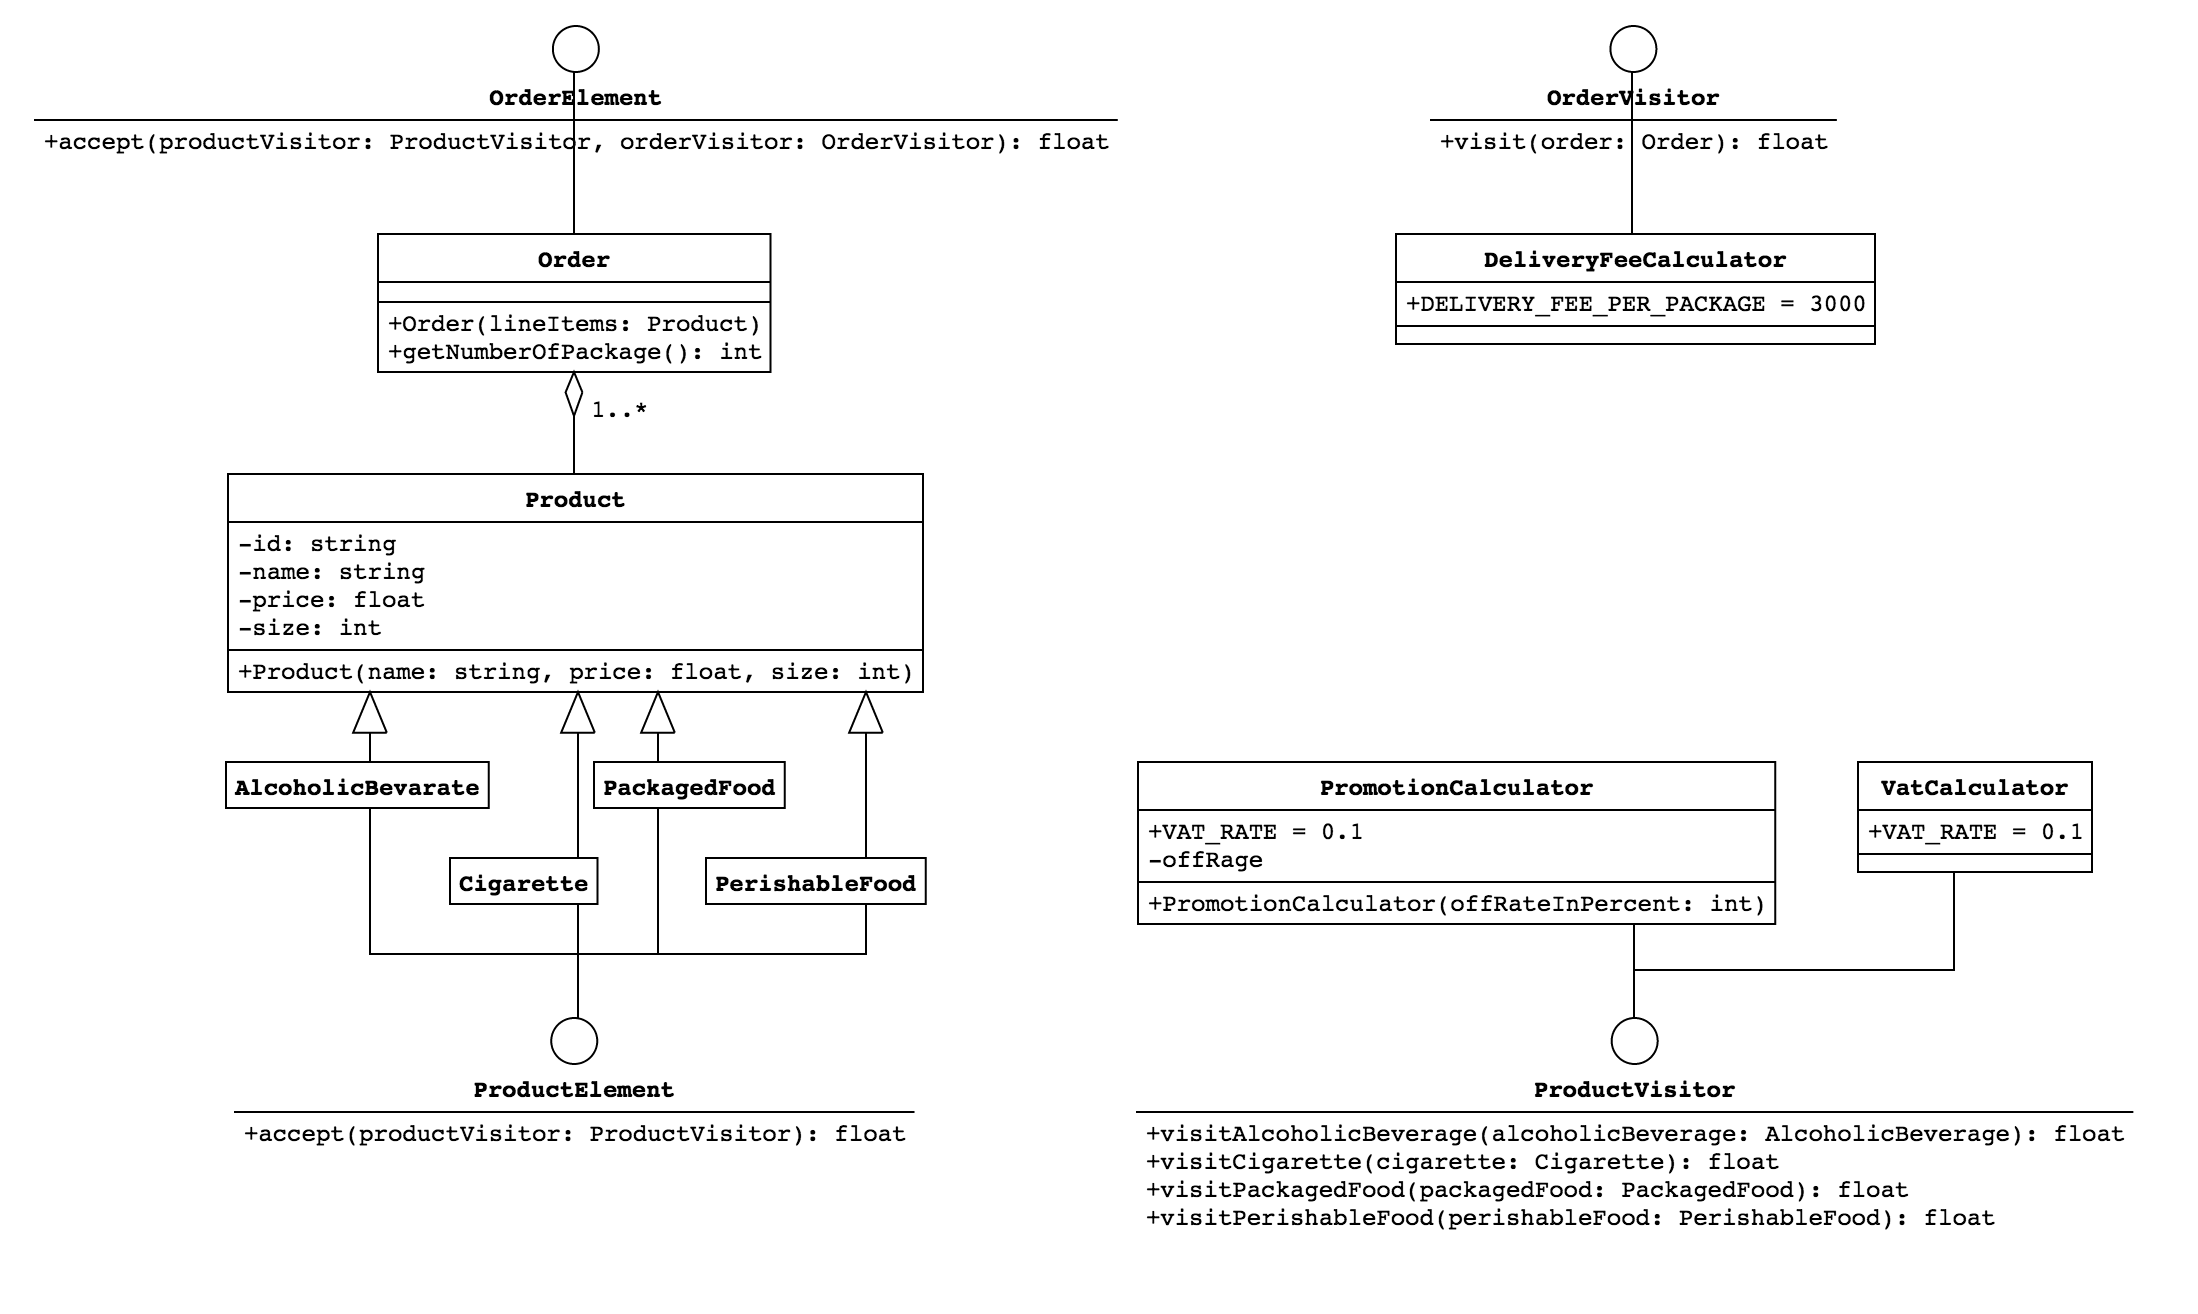 OrderElement
+accept(productVisitor: ProductVisitor, orderVisitor: OrderVisitor): float
OrderVisitor
+visit(order: Order): float
Order
+Order(lineItems: Product)
+getNumberOfPackage(): int
DeliveryFeeCalculator
+DELIVERY_FEE_PER_PACKAGE = 3000
1..*
Product
-id: string
-name: string
-price: float
-size: int
+Product(name: string, price: float, size: int)
AlcoholicBevarate
PackagedFood
Cigarette
PerishableFood
PromotionCalculator
+VAT_RATE = 0.1
-offRage
+PromotionCalculator(offRateInPercent: int)
VatCalculator
+VAT_RATE = 0.1
ProductElement
+accept(productVisitor: ProductVisitor): float
ProductVisitor
+visitAlcoholicBeverage(alcoholicBeverage: AlcoholicBeverage): float
+visitCigarette(cigarette: Cigarette): float
+visitPackagedFood(packagedFood: PackagedFood): float
+visitPerishableFood(perishableFood: PerishableFood): float